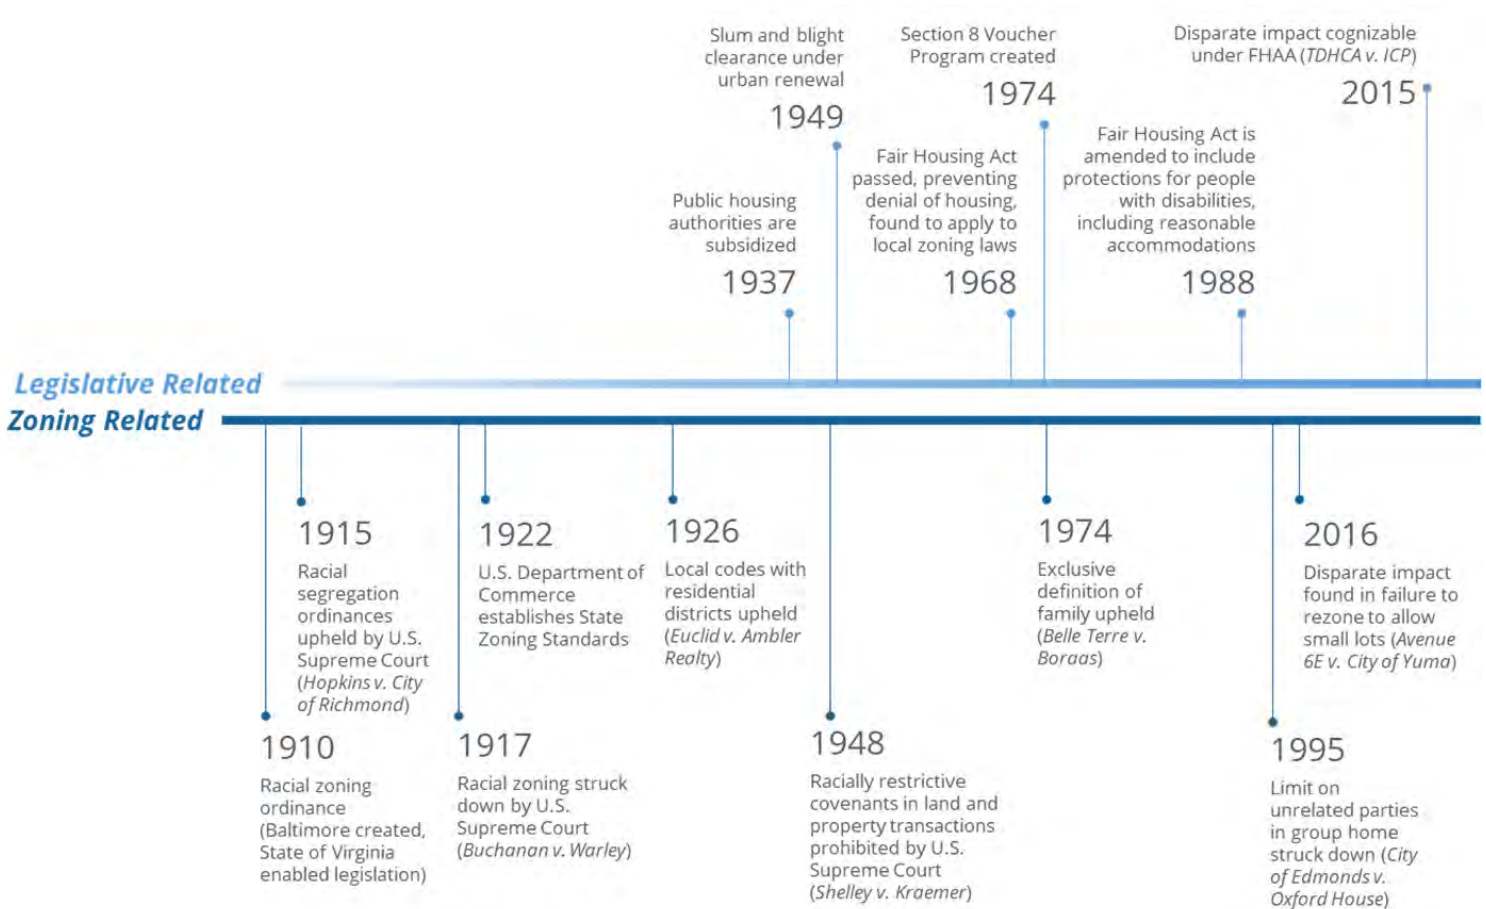 Slum and blight
clearance under
urban renewal
1949
Section 8 Voucher
Program created
1974
Disparate impact cognizable
under FHAA (TDHCA v. ICP)
2015
Public housing
authorities are
subsidized
1937
Fair Housing Act
passed, preventing
denial of housing,
found to apply to
local zoning laws
1968
Fair Housing Act is
amended to include
protections for people
with disabilities,
including reasonable
accommodations
1988
Legislative Related
Zoning Related
1915
Racial
segregation
ordinances
upheld by U.S.
Supreme Court
(Hopkins v. City
of Richmond)
1922
U.S. Department of
Commerce
establishes State
Zoning Standards
1926
Local codes with
residential
districts upheld
(Euclid v. Ambler
Realty)
1974
Exclusive
definition of
family upheld
(Belle Terre v.
Boraas)
2016
Disparate impact
found in failure to
rezone to allow
small lots (Avenue
6E v. City of Yuma)
1910
Racial zoning
ordinance
(Baltimore created,
State of Virginia
enabled legislation)
1917
Racial zoning struck
down by U.S.
Supreme Court
(Buchanan v. Warley)
1948
Racially restrictive
covenants in land and
property transactions
prohibited by U.S.
Supreme Court
(Shelley v. Kraemer)
1995
Limit on
unrelated parties
in group home
struck down (City
of Edmonds v.
Oxford House)